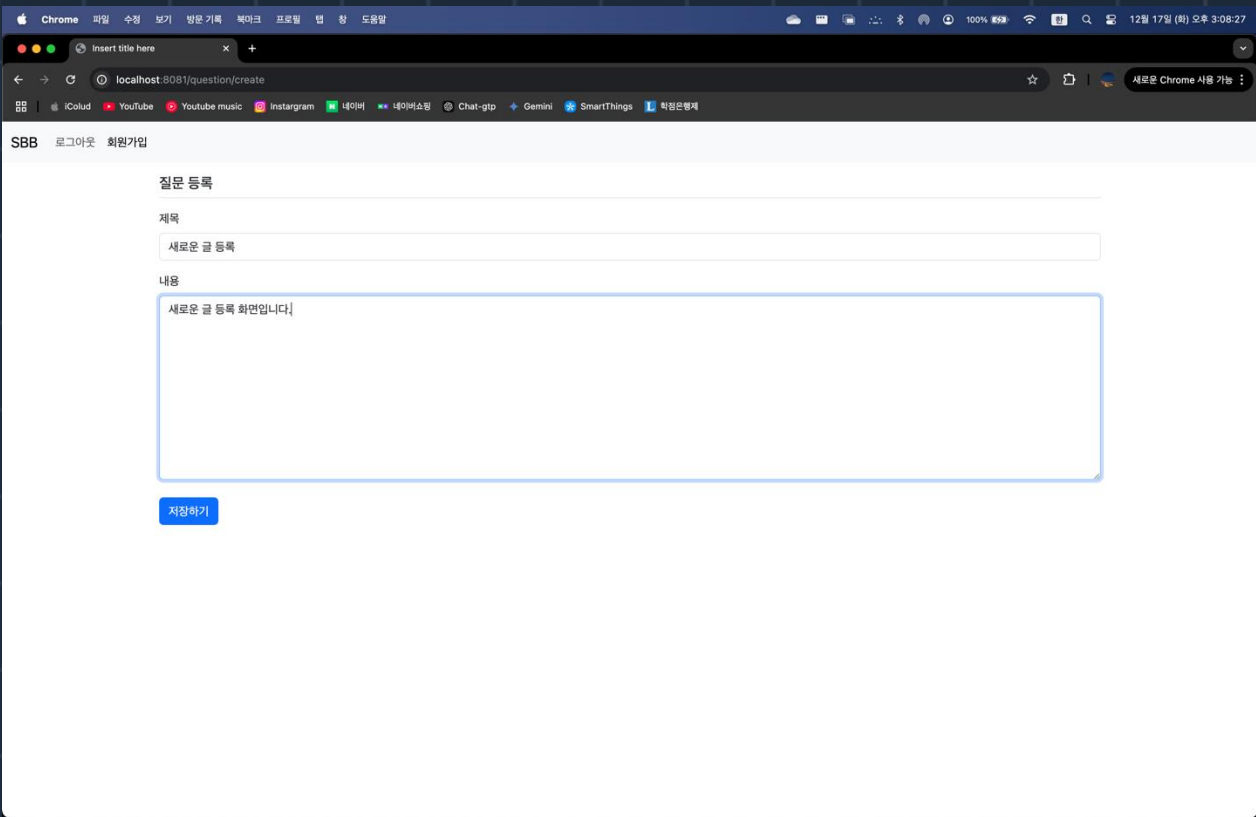 Chrome 파일 수정 보기 방문 기록 북마크 프로필 탭 창 도움말 100% 한 12월 17일 (화) 오후 3:08:27
Insert title here
localhost:8081/question/create 새로운 Chrome 사용 가능
iColud YouTube Youtube music Instargram 네이버 네이버쇼핑 Chat-gtp Gemini SmartThings 학점은행제
SBB 로그아웃 회원가입
질문 등록
제목
새로운 글 등록
내용
새로운 글 등록 화면입니다.
저장하기